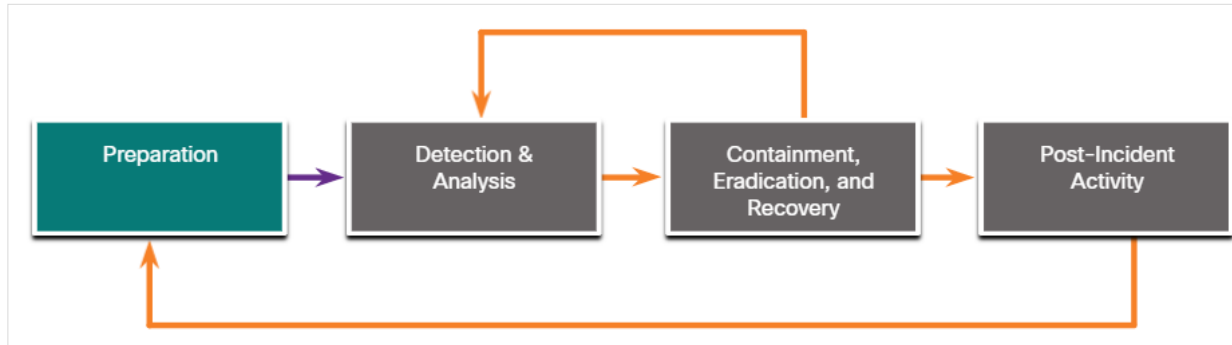 Preparation
Detection &
Analysis
Containment,
Eradication, and
Recovery
Post-Incident
Activity